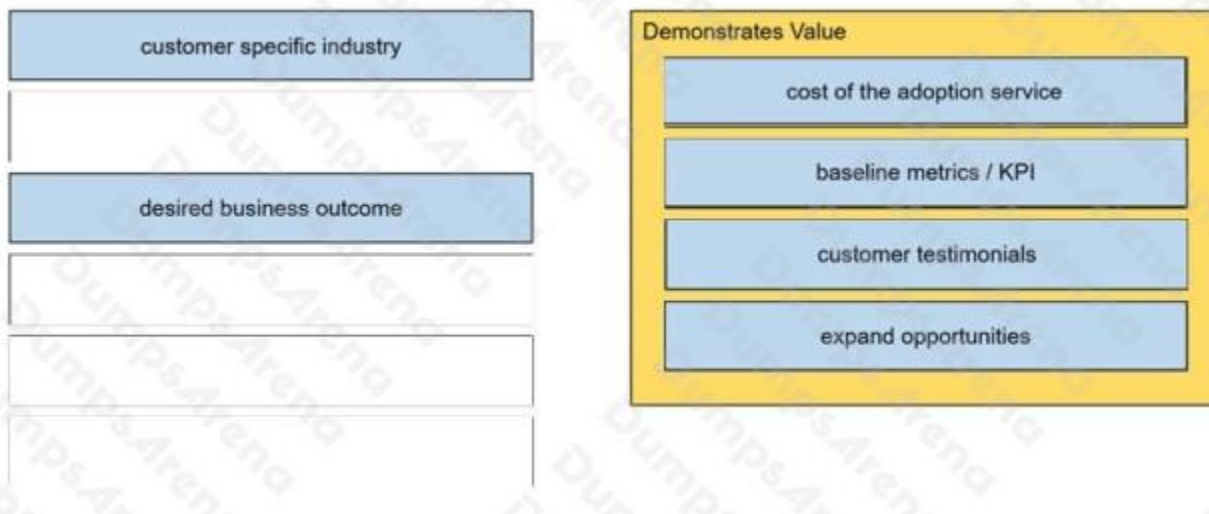 customer specific industry
desired business outcome
Demonstrates Value
cost of the adoption service
baseline metrics / KPI
customer testimonials
expand opportunities
DumpsArena